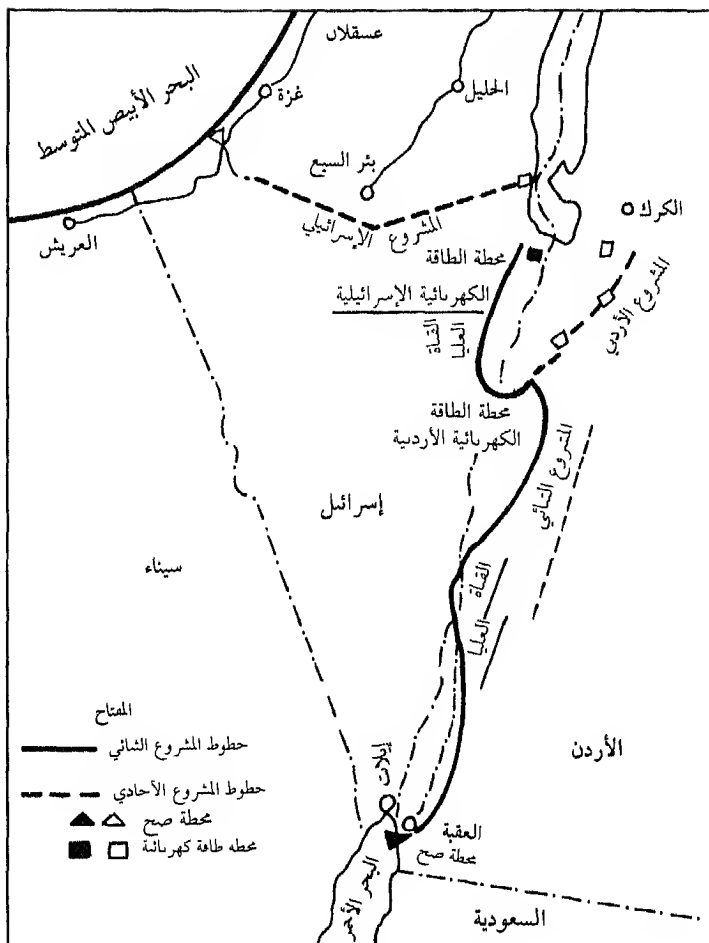 عسقلان
البحر الأبيض المتوسط
غزة
الخليل
بئر السبع
العريش
الكرك
المشروع الإسرائيلي
محطة الطاقة
الكهربائية الإسرائيلية
القناة
العليا
المشروع الأردني
محطة الطاقة
الكهربائية الأردنية
المشروع الثنائي
إسرائيل
سيناء
القناة
العليا
المفتاح
خطوط المشروع الثنائي
خطوط المشروع الأحادي
محطة ضخ
محطة طاقة كهربائية
إيلات
الأردن
العقبة
محطة ضخ
البحر الأحمر
السعودية